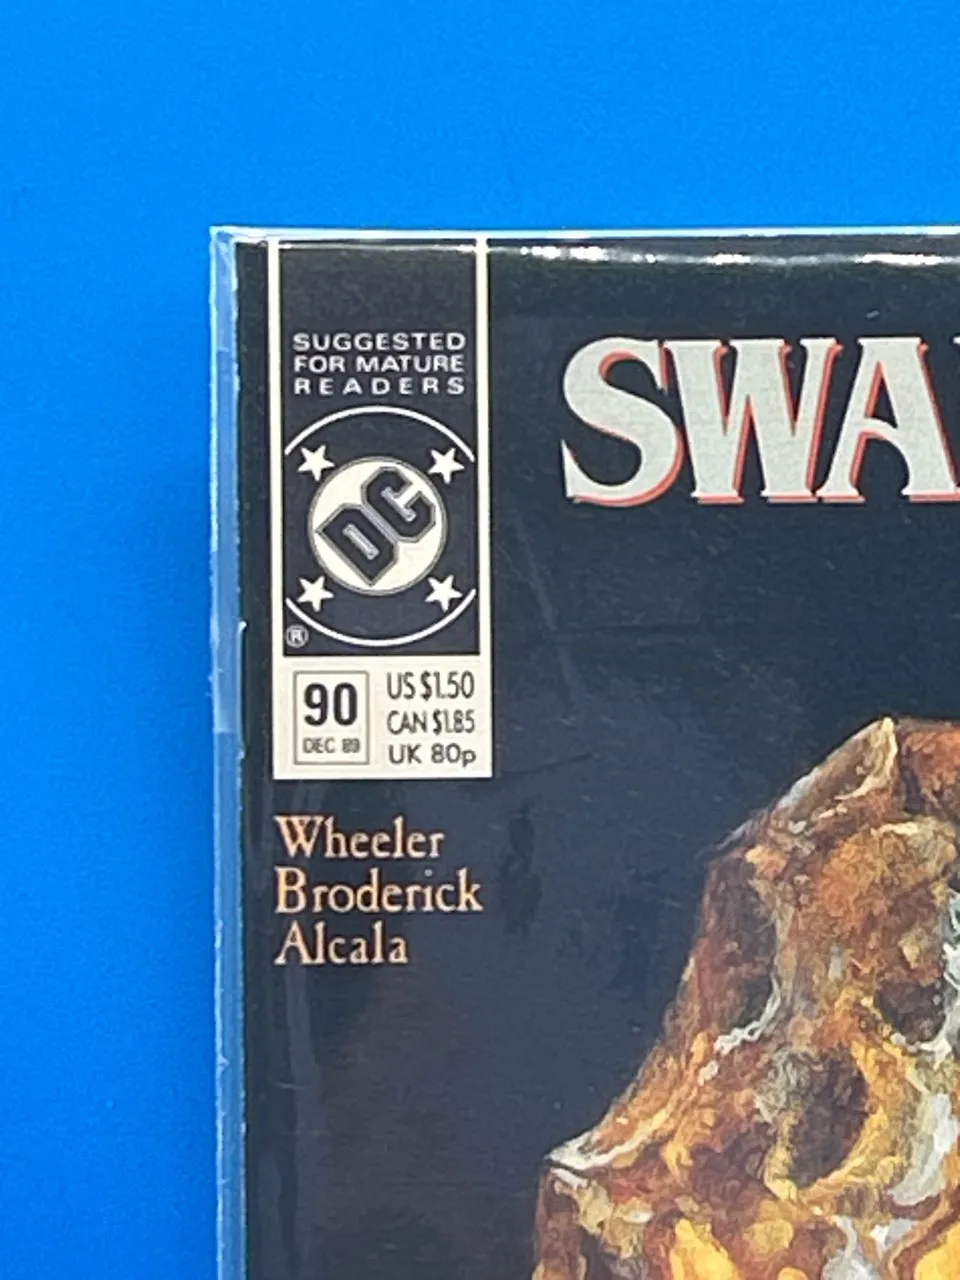 SUGGESTED
FOR MATURE
READERS
DC
®
90
DEC 89
US $1.50
CAN $1.85
UK 80p
SWA
Wheeler
Broderick
Alcala